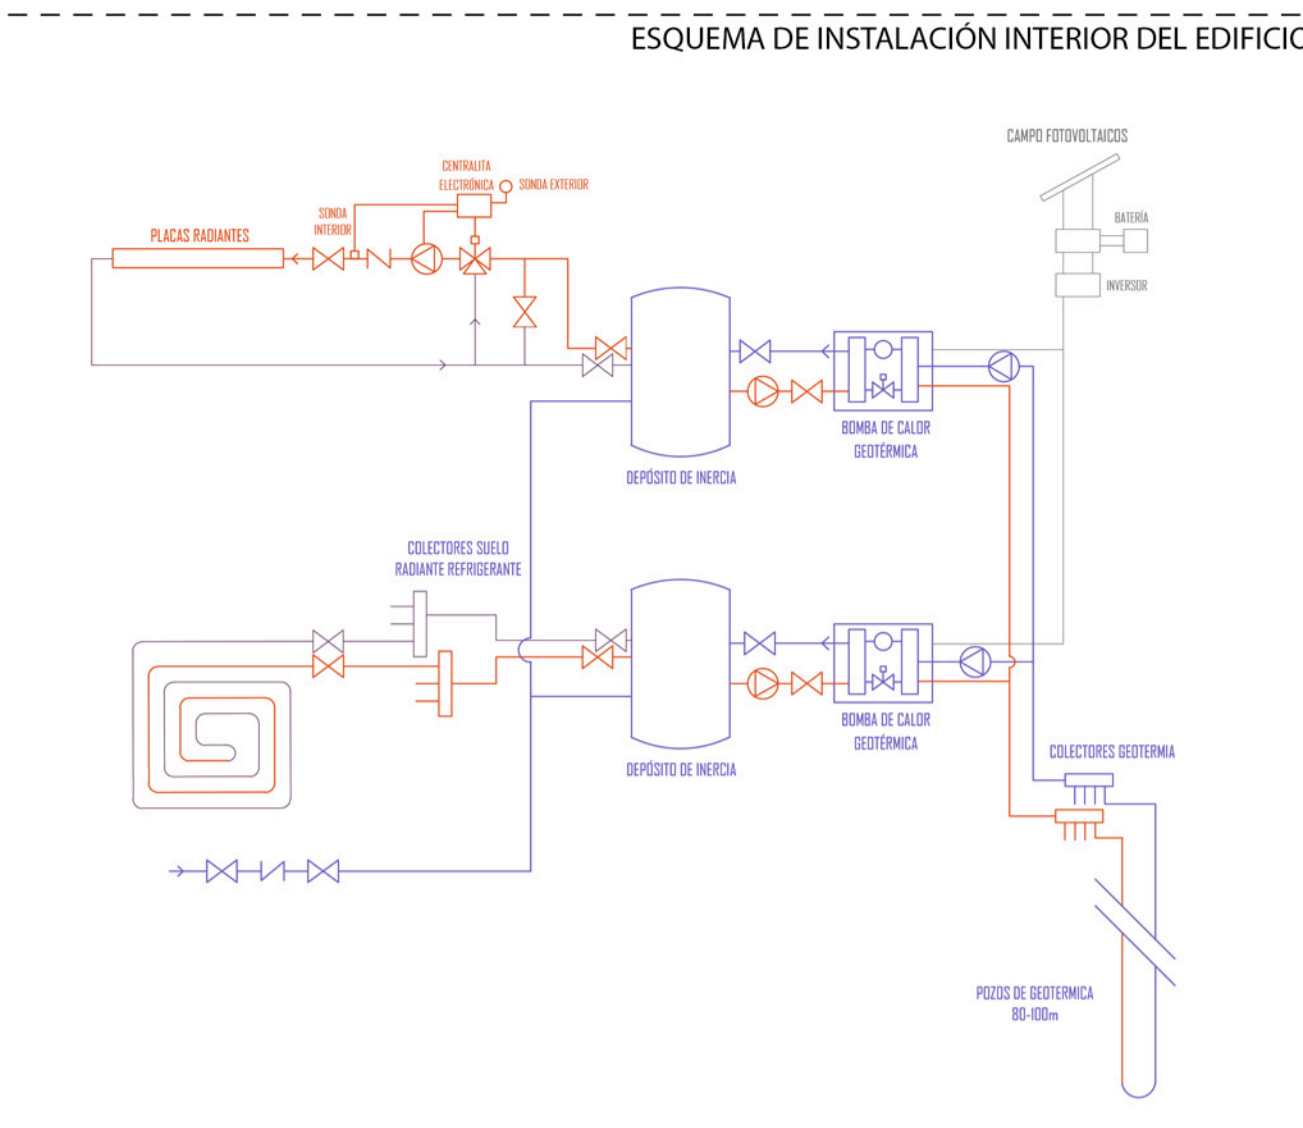 ESQUEMA DE INSTALACIÓN INTERIOR DEL EDIFICIO
CAMPO FOTOVOLTAICOS
CENTRALITA
ELECTRÓNICA
SONDA EXTERIOR
SONDA
INTERIOR
BATERÍA
PLACAS RADIANTES
INVERSOR
BOMBA DE CALOR
GEOTÉRMICA
DEPÓSITO DE INERCIA
COLECTORES SUELO
RADIANTE REFRIGERANTE
BOMBA DE CALOR
GEOTÉRMICA
DEPÓSITO DE INERCIA
COLECTORES GEOTERMIA
POZOS DE GEOTERMICA
80-100m